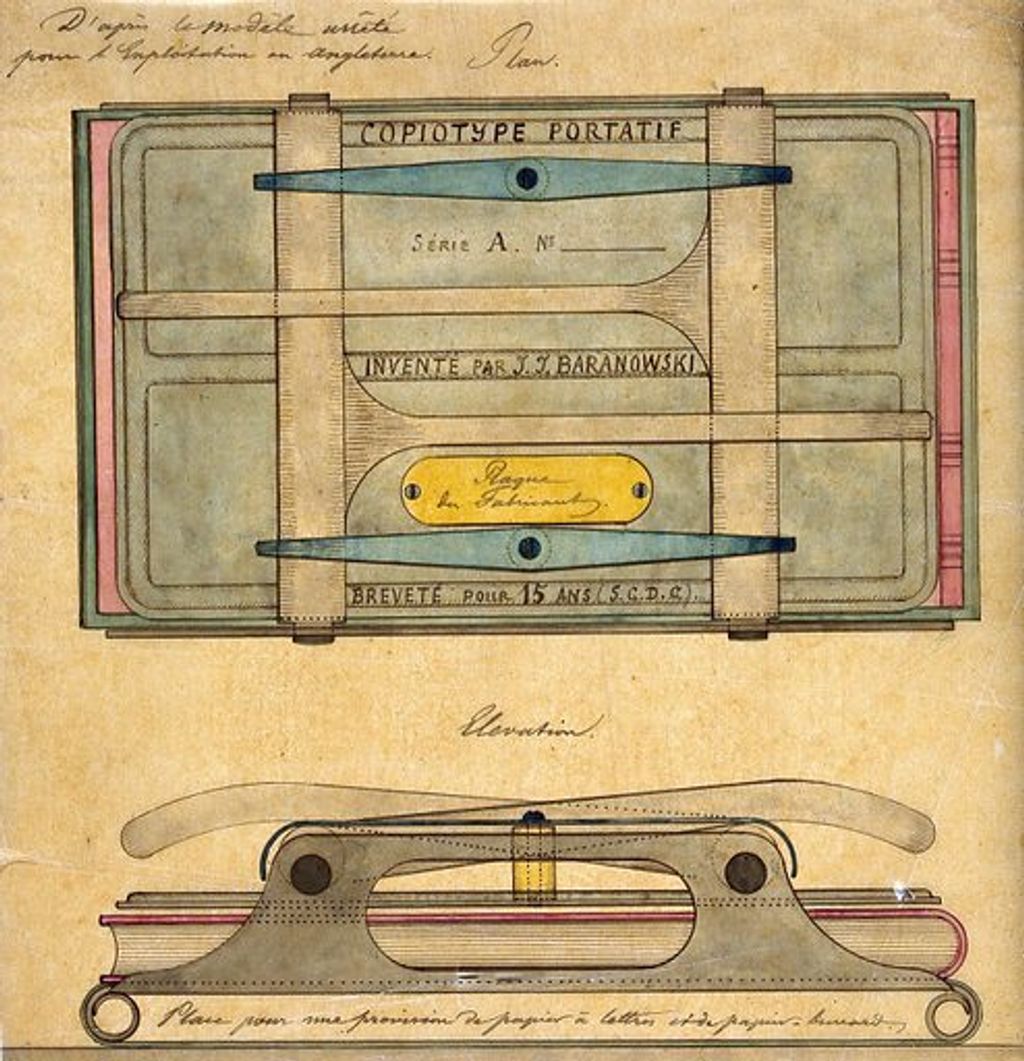 D'après le modèle arrêté
pour l'Exploitation en Angleterre.
Plan.
COPIOTYPE PORTATIF
SÉRIE A. Nº
INVENTÉ PAR J. J. BARANOWSKI
Plaque
du Fabricant
BREVETÉ POUR 15 ANS (S.G.D.G.).
Elevation.
Place pour une provision de papier à lettres et de papier-buvard